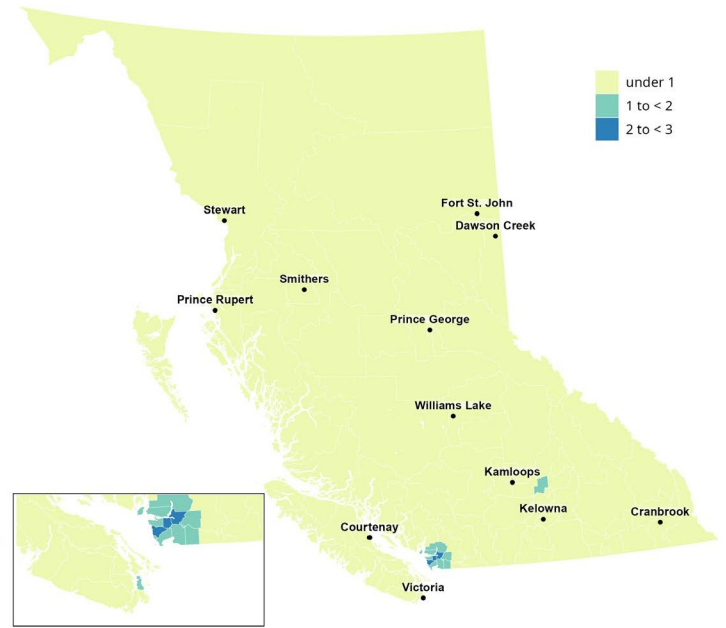 under 1
1 to < 2
2 to < 3
Stewart
Fort St. John
Dawson Creek
Smithers
Prince Rupert
Prince George
Williams Lake
Kamloops
Kelowna
Cranbrook
Courtenay
Victoria